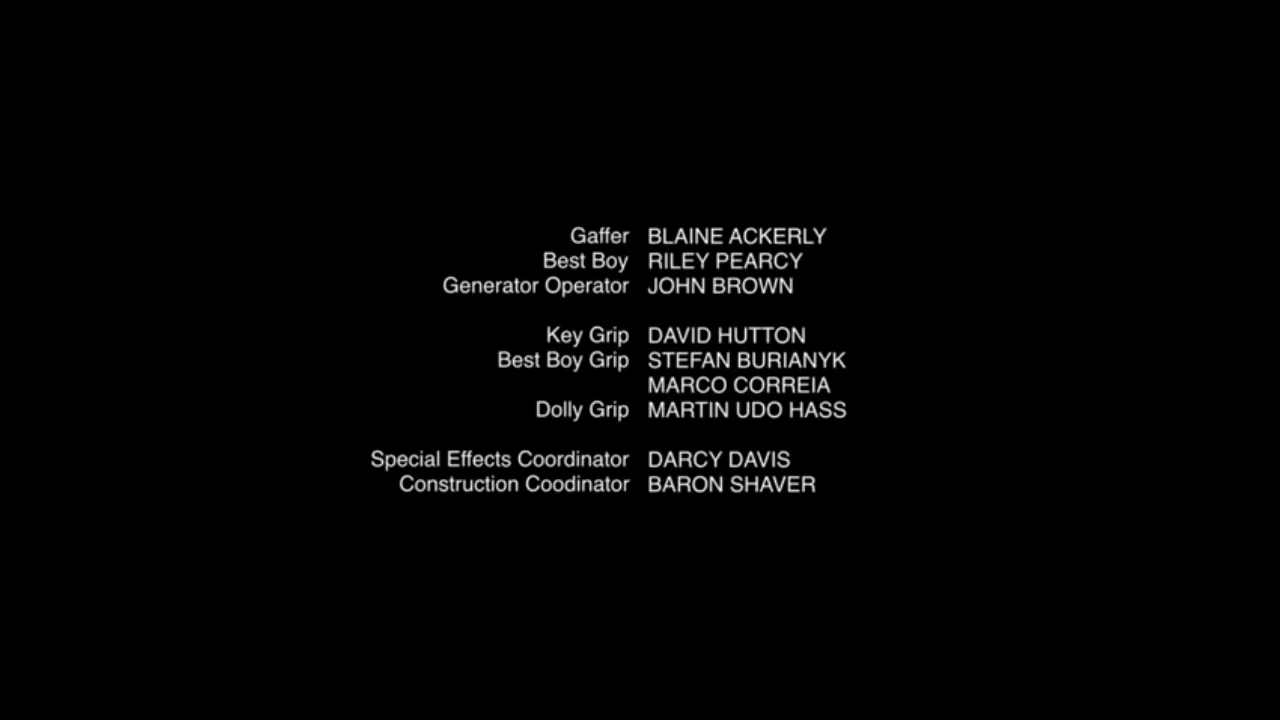 Gaffer BLAINE ACKERLY
Best Boy RILEY PEARCY
Generator Operator JOHN BROWN
Key Grip DAVID HUTTON
Best Boy Grip STEFAN BURIANYK
MARCO CORREIA
Dolly Grip MARTIN UDO HASS
Special Effects Coordinator DARCY DAVIS
Construction Coodinator BARON SHAVER